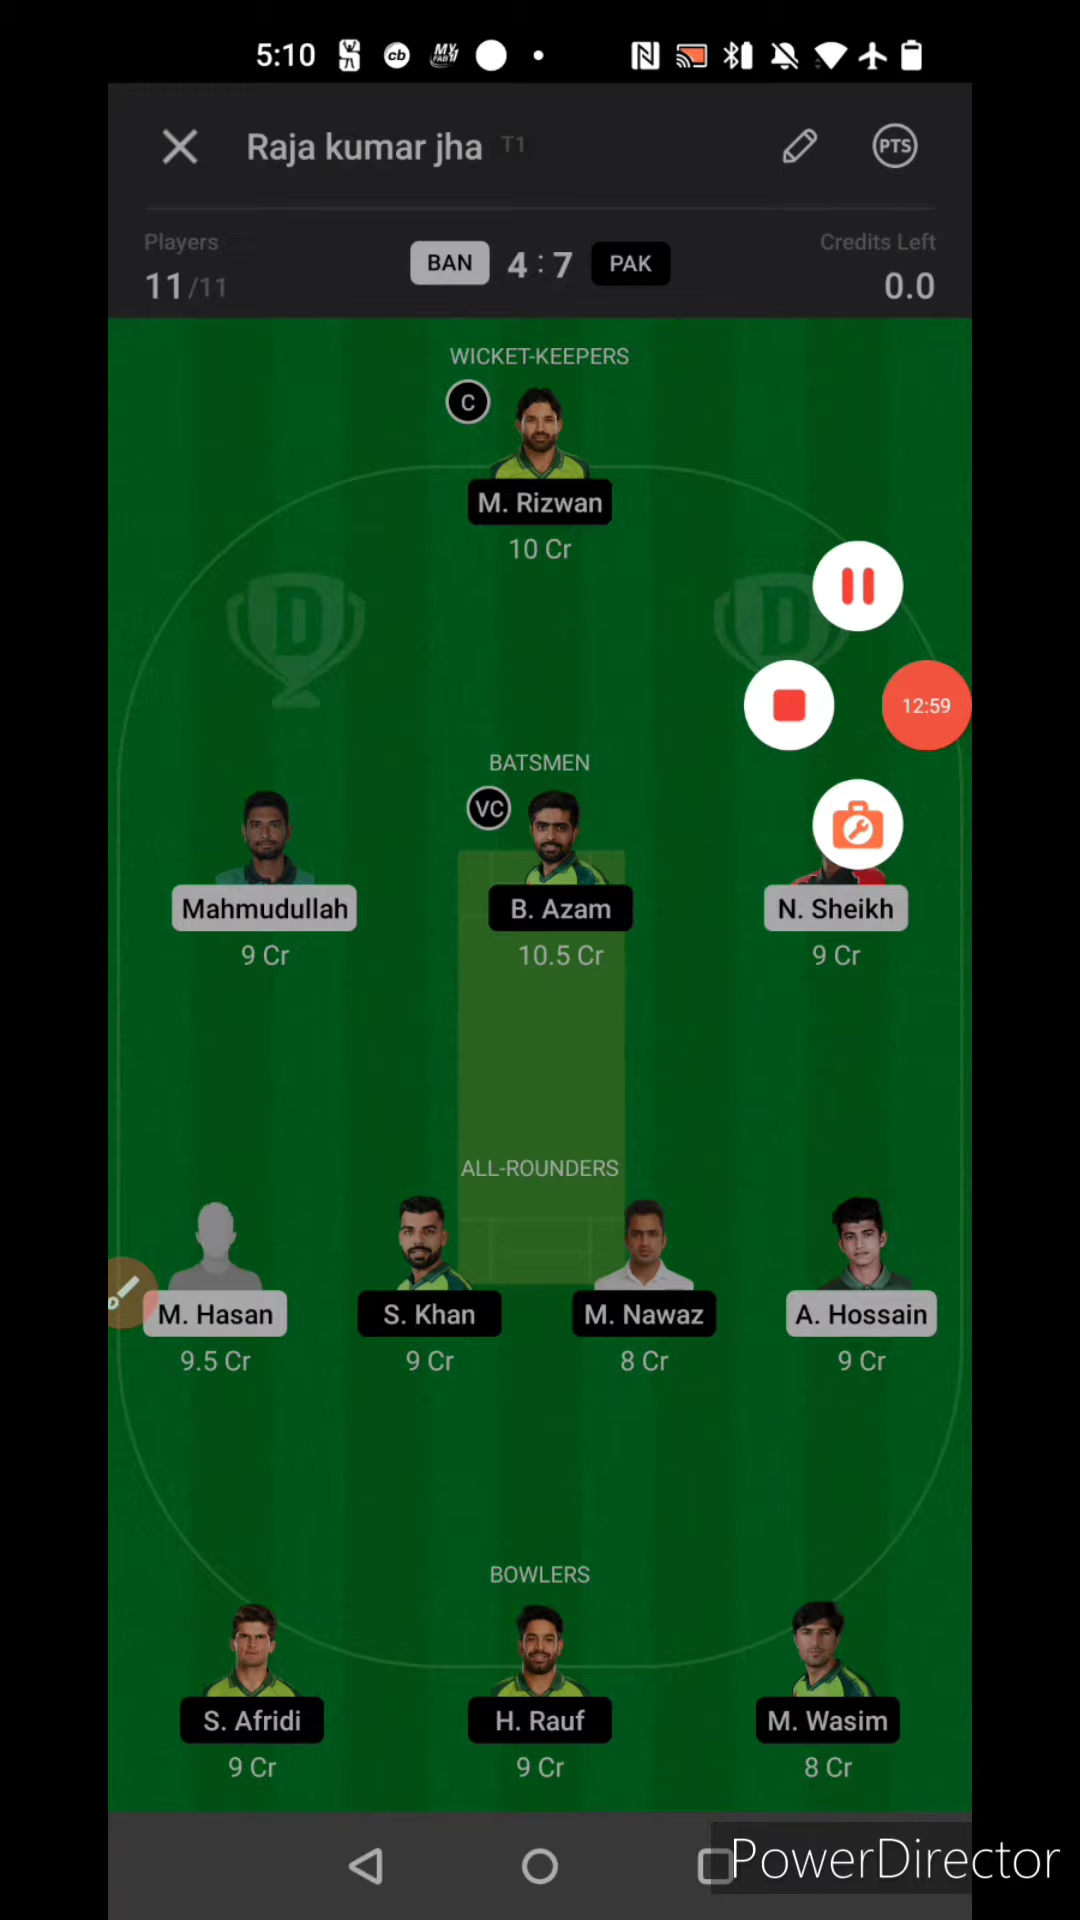 5:10
cb
MY FAB11
Raja kumar jha T1
PTS
Players
Credits Left
BAN 4 : 7 PAK
11/11
0.0
WICKET-KEEPERS
C
M. Rizwan
10 Cr
D D
12:59
BATSMEN
VC
Mahmudullah B. Azam N. Sheikh
9 Cr 10.5 Cr 9 Cr
ALL-ROUNDERS
M. Hasan S. Khan M. Nawaz A. Hossain
9.5 Cr 9 Cr 8 Cr 9 Cr
BOWLERS
S. Afridi H. Rauf M. Wasim
9 Cr 9 Cr 8 Cr
PowerDirector